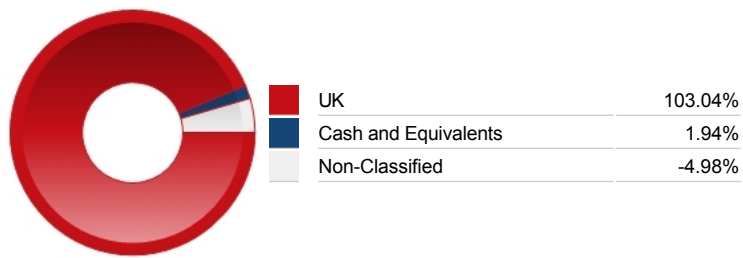 UK 103.04%
Cash and Equivalents 1.94%
Non-Classified -4.98%